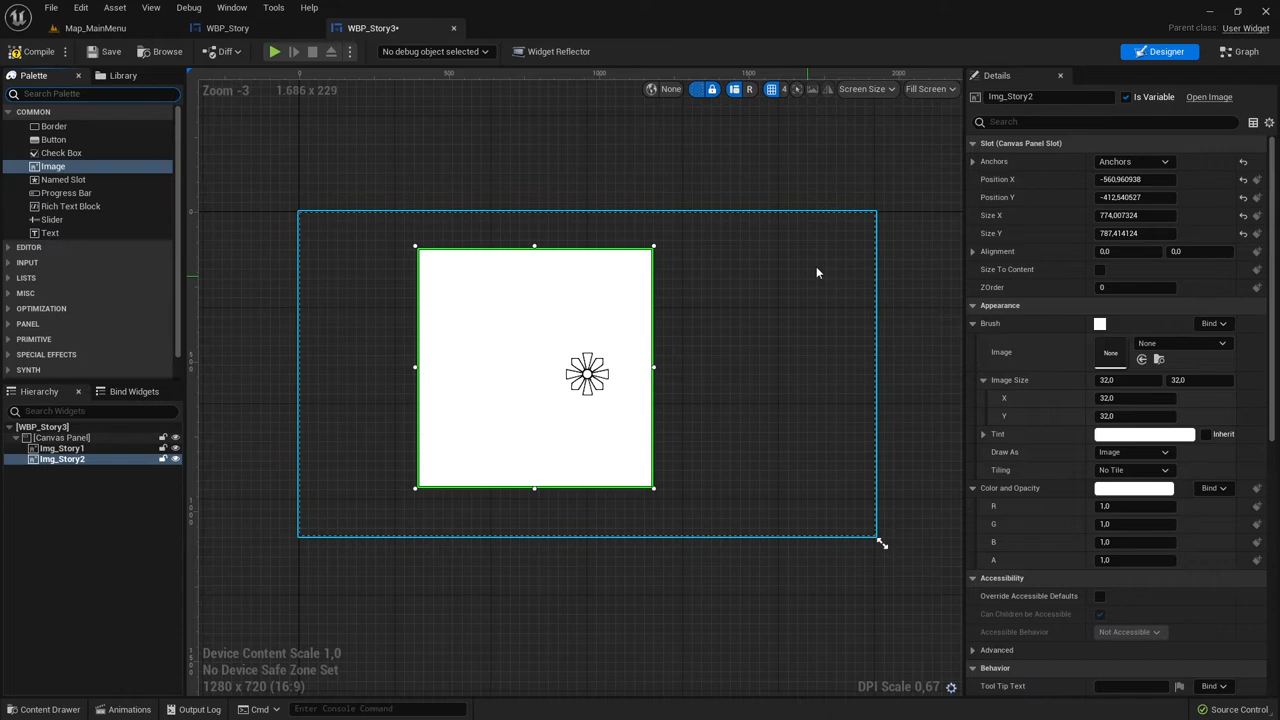 File Edit Asset View Debug Window Tools Help
Map_MainMenu WBP_Story WBP_Story3• Parent class: User Widget
Compile Save Browse Diff No debug object selected Widget Reflector Designer Graph
Palette Library
Search Palette
COMMON
Border
Button
Check Box
Image
Named Slot
Progress Bar
Rich Text Block
Slider
Text
EDITOR
INPUT
LISTS
MISC
OPTIMIZATION
PANEL
PRIMITIVE
SPECIAL EFFECTS
SYNTH
Hierarchy Bind Widgets
Search Widgets
[WBP_Story3]
[Canvas Panel]
Img_Story1
Img_Story2
0 500 1000 1500 2000
Zoom -3 1.686 x 229 None R 4 Screen Size Fill Screen
0
500
1000
1500
Device Content Scale 1,0
No Device Safe Zone Set
1280 x 720 (16:9) DPI Scale 0,67
Details
Img_Story2 Is Variable Open Image
Search
Slot (Canvas Panel Slot)
Anchors Anchors
Position X -560,960938
Position Y -412,540527
Size X 774,007324
Size Y 787,414124
Alignment 0,0 0,0
Size To Content
ZOrder 0
Appearance
Brush Bind
Image None None
Image Size 32,0 32,0
X 32,0
Y 32,0
Tint Inherit
Draw As Image
Tiling No Tile
Color and Opacity Bind
R 1,0
G 1,0
B 1,0
A 1,0
Accessibility
Override Accessible Defaults
Can Children be Accessible
Accessible Behavior Not Accessible
Advanced
Behavior
Tool Tip Text Bind
Content Drawer Animations Output Log Cmd Enter Console Command Source Control